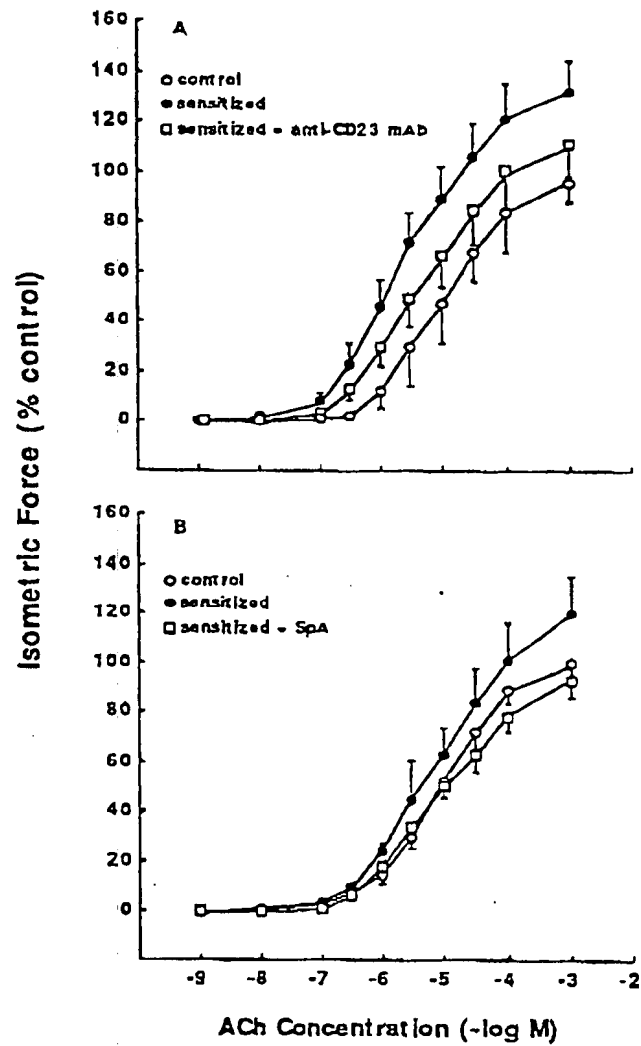 A
160
140
120
100
80
60
40
20
0
control
sensitized
sensitized - anti-CD23 mAb
Isometric Force (% control)
B
160
140
120
100
80
60
40
20
0
control
sensitized
sensitized - SpA
-9 -8 -7 -6 -5 -4 -3 -2
ACh Concentration (-log M)